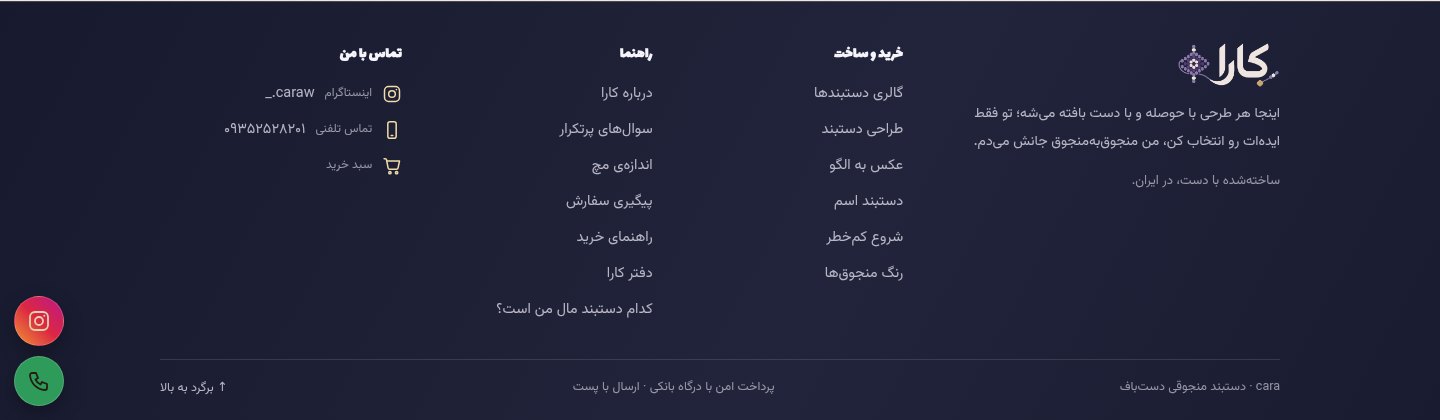 کارا
اینجا هر طرحی با حوصله و با دست بافته می‌شه؛ تو فقط
ایده‌ات رو انتخاب کن، من منجوق‌به‌منجوق جانش می‌دم.
ساخته‌شده با دست، در ایران.
خرید و ساخت
گالری دستبندها
طراحی دستبند
عکس به الگو
دستبند اسم
شروع کم‌خطر
رنگ منجوق‌ها
راهنما
درباره کارا
سوال‌های پرتکرار
اندازه‌ی مچ
پیگیری سفارش
راهنمای خرید
دفتر کارا
کدام دستبند مال من است؟
تماس با من
اینستاگرام caraw._
تماس تلفنی ۰۹۳۵۲۵۲۸۲۰۱
سبد خرید
cara · دستبند منجوقی دست‌باف
پرداخت امن با درگاه بانکی · ارسال با پست
↑ برگرد به بالا